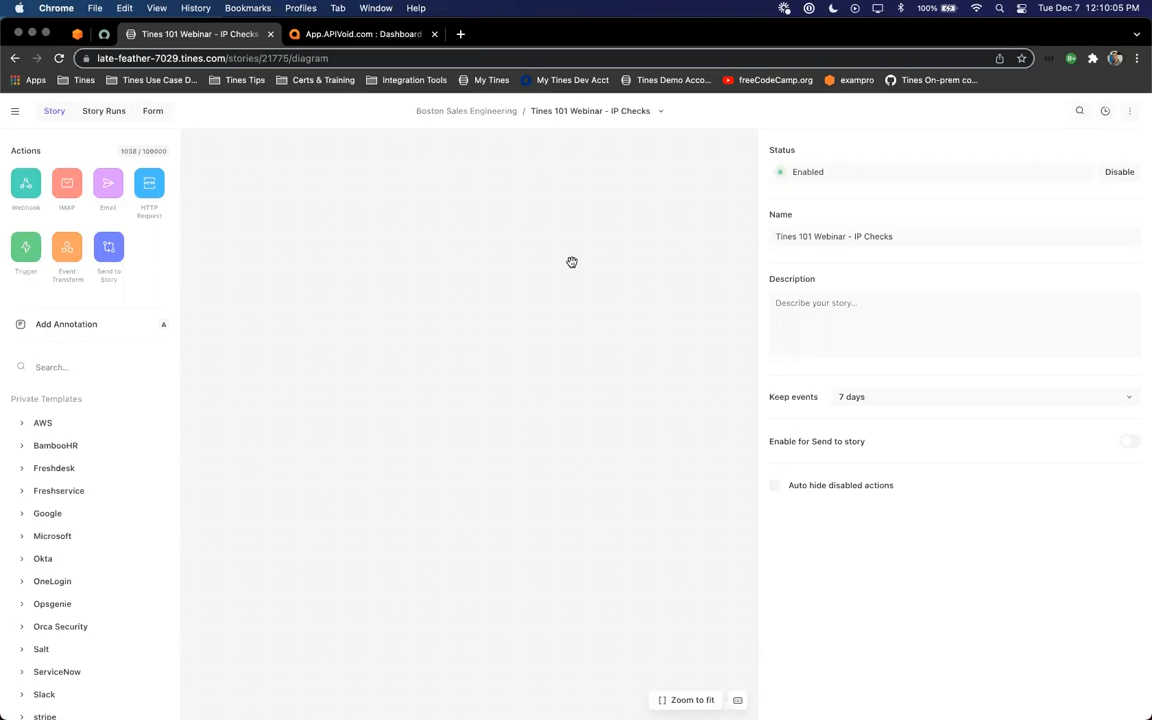 Chrome File Edit View History Bookmarks Profiles Tab Window Help 100% Tue Dec 7 12:10:05 PM
Tines 101 Webinar - IP Checks App.APIVoid.com : Dashboard
late-feather-7029.tines.com/stories/21775/diagram
Apps Tines Tines Use Case D... Tines Tips Certs & Training Integration Tools My Tines My Tines Dev Acct Tines Demo Acco... freeCodeCamp.org exampro Tines On-prem co...
Story Story Runs Form Boston Sales Engineering / Tines 101 Webinar - IP Checks
Actions 1038 / 106000
Webhook IMAP Email HTTP Request
Trigger Event Transform Send to Story
Add Annotation A
Search...
Private Templates
AWS
BambooHR
Freshdesk
Freshservice
Google
Microsoft
Okta
OneLogin
Opsgenie
Orca Security
Salt
ServiceNow
Slack
stripe
Zoom to fit
Status
Enabled Disable
Name
Tines 101 Webinar - IP Checks
Description
Describe your story...
Keep events 7 days
Enable for Send to story
Auto hide disabled actions